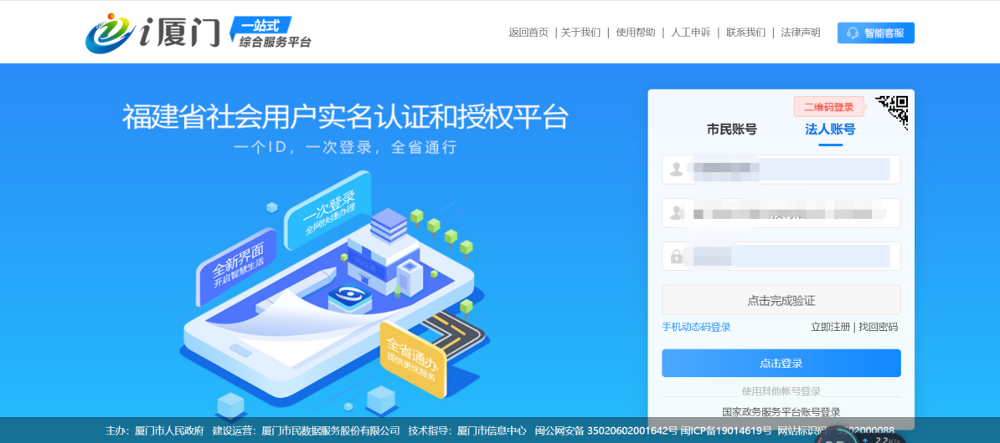 i厦门 一站式
综合服务平台
返回首页 | 关于我们 | 使用帮助 | 人工申诉 | 联系我们 | 法律声明 智能客服
福建省社会用户实名认证和授权平台
一个ID，一次登录，全省通行
一次登录
全网快捷办理
全新界面
开启智慧生活
全省通办
提供更优服务
二维码登录
市民账号 法人账号
点击完成验证
手机动态码登录 立即注册 | 找回密码
点击登录
使用其他帐号登录
国家政务服务平台账号登录
主办：厦门市人民政府 建设运营：厦门市民数据服务股份有限公司 技术指导：厦门市信息中心 闽公网安备 35020602001642号 闽ICP备19014619号 网站标识码：3502000088